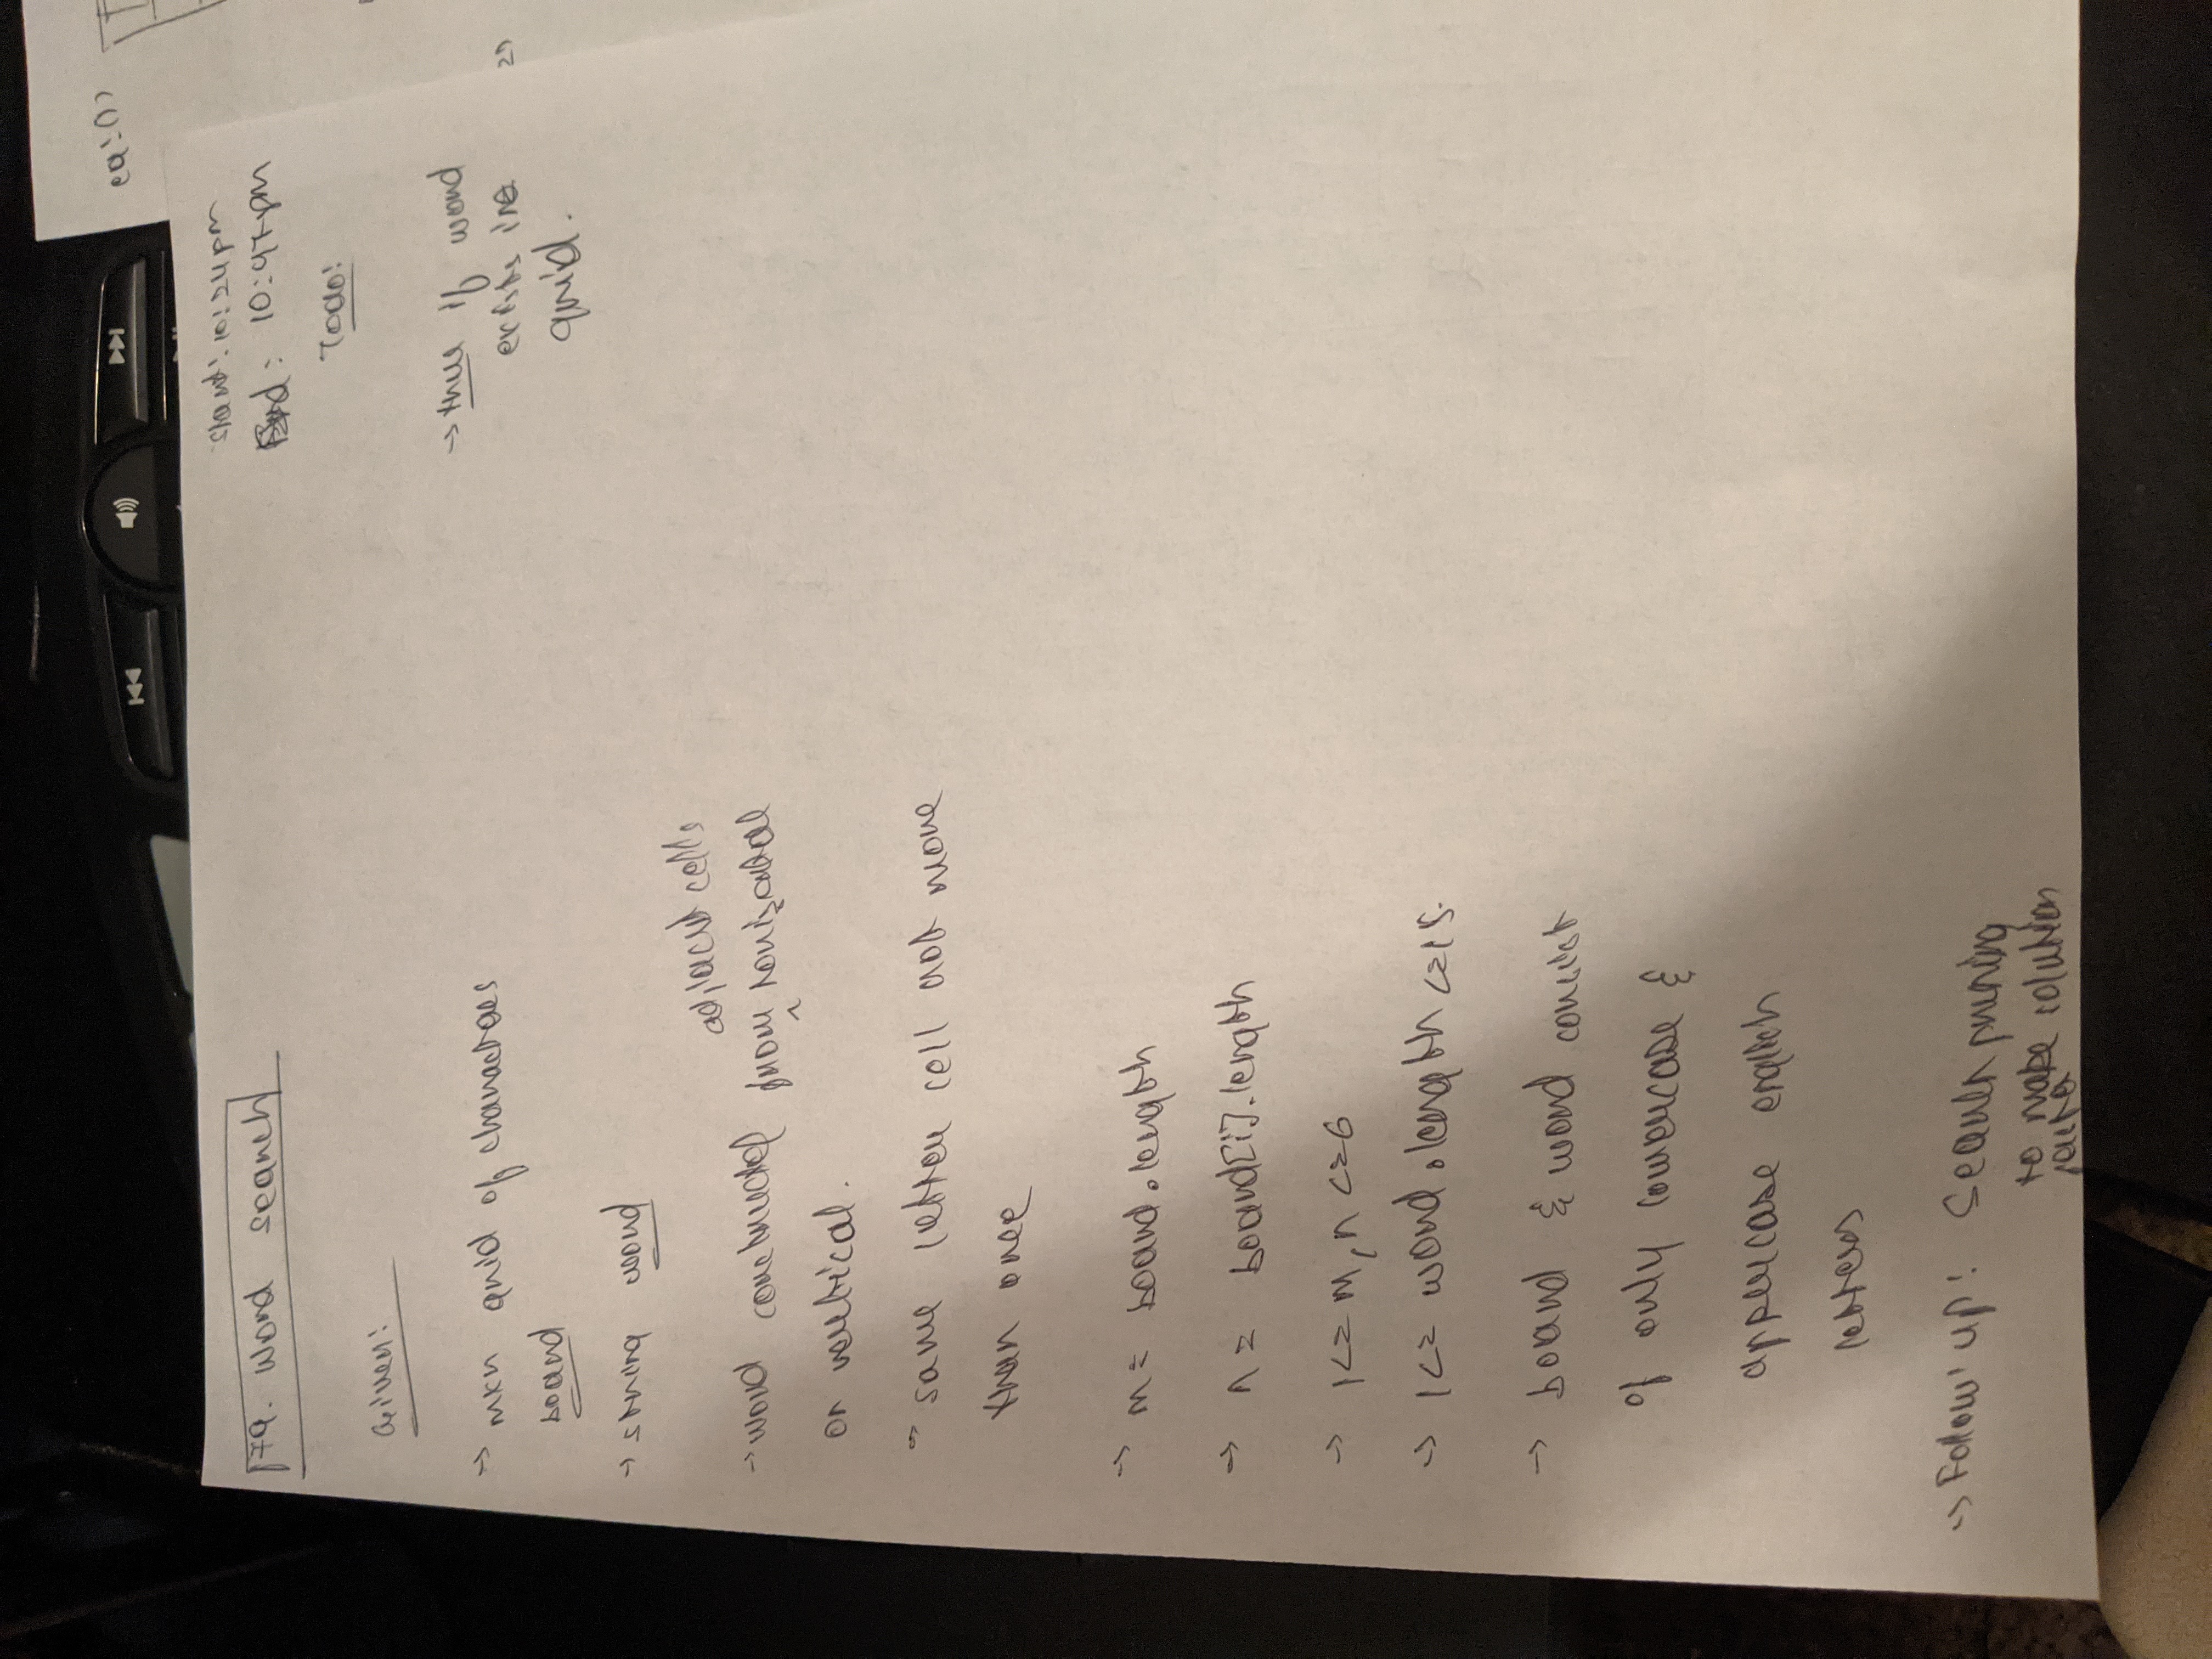 79. Word search
Start: 10:24pm
End: 10:47pm
Todo:
Given:
→ mxn grid of characters
board
→ string word
→ word constructed from horizontal
adjacent cells
or vertical.
→ same letter cell not more
than once
→ m = board.length
→ n = board[i].length
→ 1<= m, n <=6
→ 1<= word.length <=15.
→ board & word consist
of only lowercase &
uppercase english
letters
→ Follow up: Search pruning
to make solution
→ true if word
exists in
grid.